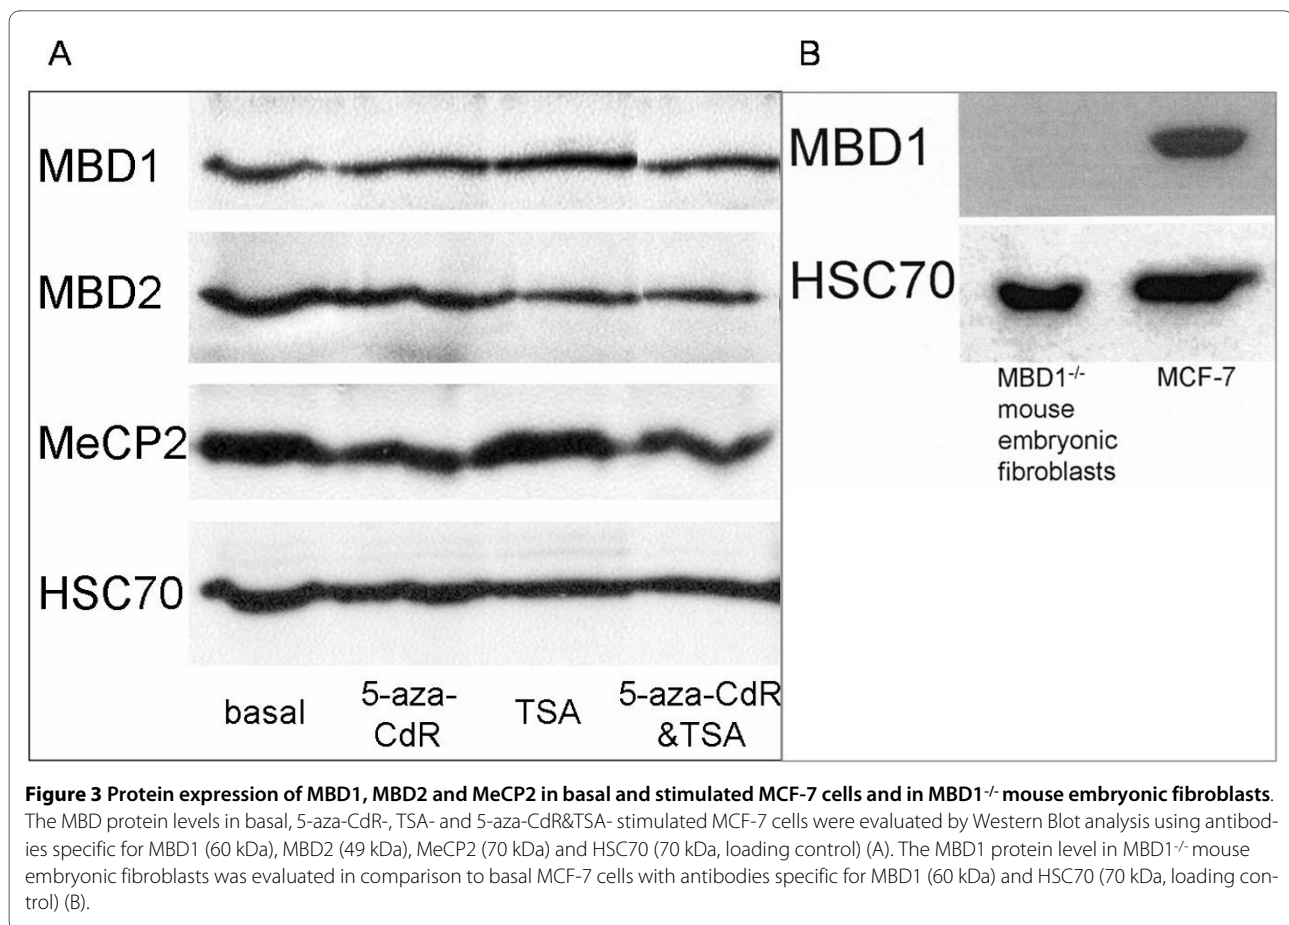 A
B
MBD1
MBD2
MeCP2
HSC70
basal
5-aza-
CdR
TSA
5-aza-CdR
&TSA
MBD1
HSC70
MBD1-/-
mouse
embryonic
fibroblasts
MCF-7
Figure 3 Protein expression of MBD1, MBD2 and MeCP2 in basal and stimulated MCF-7 cells and in MBD1-/- mouse embryonic fibroblasts.
The MBD protein levels in basal, 5-aza-CdR-, TSA- and 5-aza-CdR&TSA- stimulated MCF-7 cells were evaluated by Western Blot analysis using antibod-
ies specific for MBD1 (60 kDa), MBD2 (49 kDa), MeCP2 (70 kDa) and HSC70 (70 kDa, loading control) (A). The MBD1 protein level in MBD1-/- mouse
embryonic fibroblasts was evaluated in comparison to basal MCF-7 cells with antibodies specific for MBD1 (60 kDa) and HSC70 (70 kDa, loading con-
trol) (B).